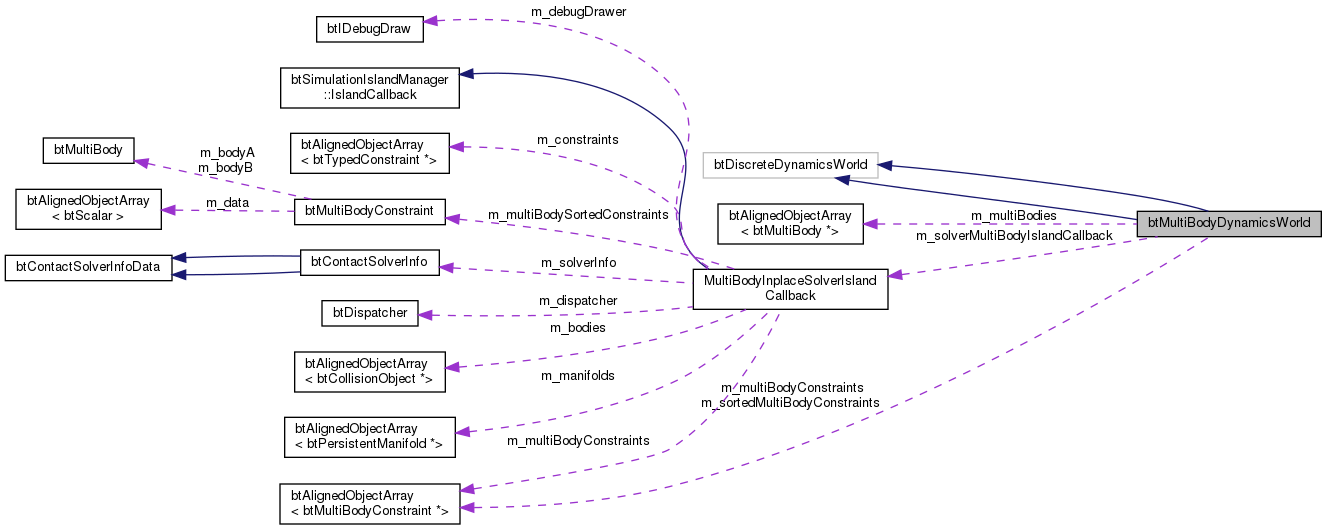 m_debugDrawer
btIDebugDraw
btSimulationIslandManager
::IslandCallback
btAlignedObjectArray
< btTypedConstraint *>
m_constraints
btMultiBody
m_bodyA
m_bodyB
btDiscreteDynamicsWorld
btAlignedObjectArray
< btScalar >
m_data
btMultiBodyConstraint
m_multiBodySortedConstraints
btAlignedObjectArray
< btMultiBody *>
m_multiBodies
btMultiBodyDynamicsWorld
m_solverMultiBodyIslandCallback
btContactSolverInfoData
btContactSolverInfo
m_solverInfo
MultiBodyInplaceSolverIsland
Callback
btDispatcher
m_dispatcher
m_bodies
btAlignedObjectArray
< btCollisionObject *>
m_manifolds
m_multiBodyConstraints
m_sortedMultiBodyConstraints
btAlignedObjectArray
< btPersistentManifold *>
m_multiBodyConstraints
btAlignedObjectArray
< btMultiBodyConstraint *>